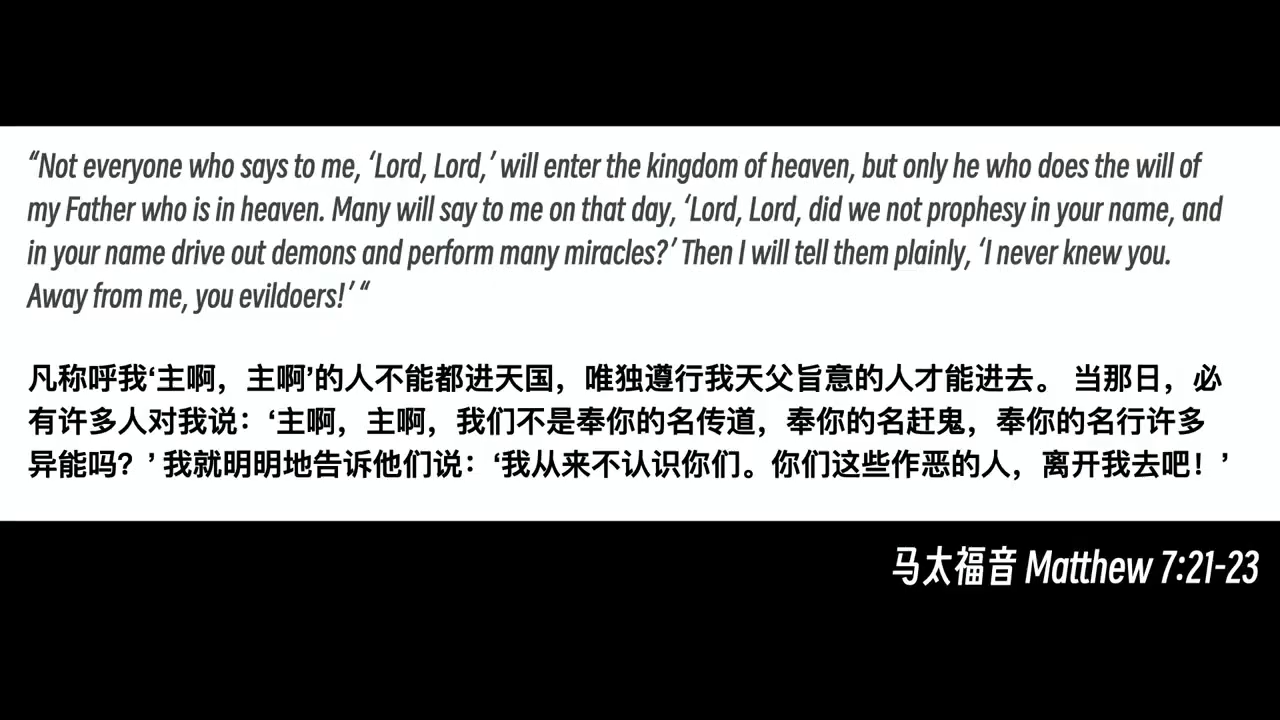 “Not everyone who says to me, ‘Lord, Lord,’ will enter the kingdom of heaven, but only he who does the will of
my Father who is in heaven. Many will say to me on that day, ‘Lord, Lord, did we not prophesy in your name, and
in your name drive out demons and perform many miracles?’ Then I will tell them plainly, ‘I never knew you.
Away from me, you evildoers!’ “
凡称呼我‘主啊，主啊’的人不能都进天国，唯独遵行我天父旨意的人才能进去。 当那日，必
有许多人对我说：‘主啊，主啊，我们不是奉你的名传道，奉你的名赶鬼，奉你的名行许多
异能吗？’ 我就明明地告诉他们说：‘我从来不认识你们。你们这些作恶的人，离开我去吧！’
马太福音 Matthew 7:21-23